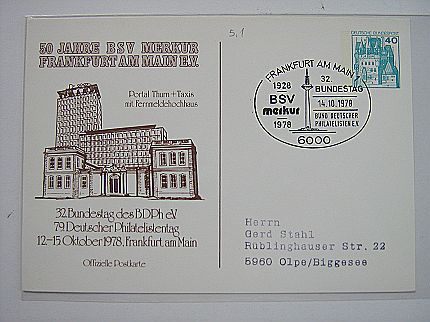 5,1
50 JAHRE BSV MERKUR
FRANKFURT AM MAIN E.V.
Portal Thurn + Taxis
mit Fernmeldehochhaus
32. Bundestag des BDPh eV
79. Deutscher Philatelistentag
12.-15. Oktober 1978, Frankfurt am Main
Offizielle Postkarte
DEUTSCHE BUNDESPOST
40
FRANKFURT AM MAIN 1
1928
32.
BUNDESTAG
BSV
merkur
14.10.1978
BUND DEUTSCHER
PHILATELISTEN E.V.
1978
6000
Herrn
Gerd Stahl
Rüblinghauser Str. 22
5960 Olpe/Biggesee